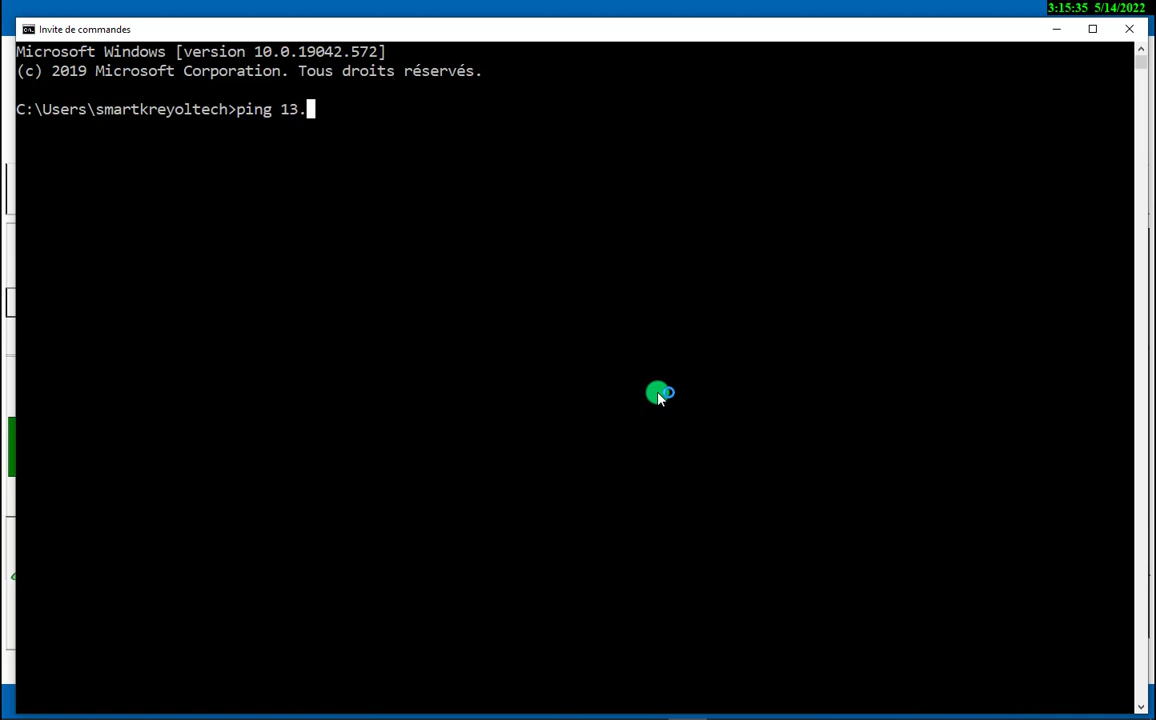 3:15:35 5/14/2022
Invite de commandes
Microsoft Windows [version 10.0.19042.572]
(c) 2019 Microsoft Corporation. Tous droits réservés.
C:\Users\smartkreyoltech>ping 13.